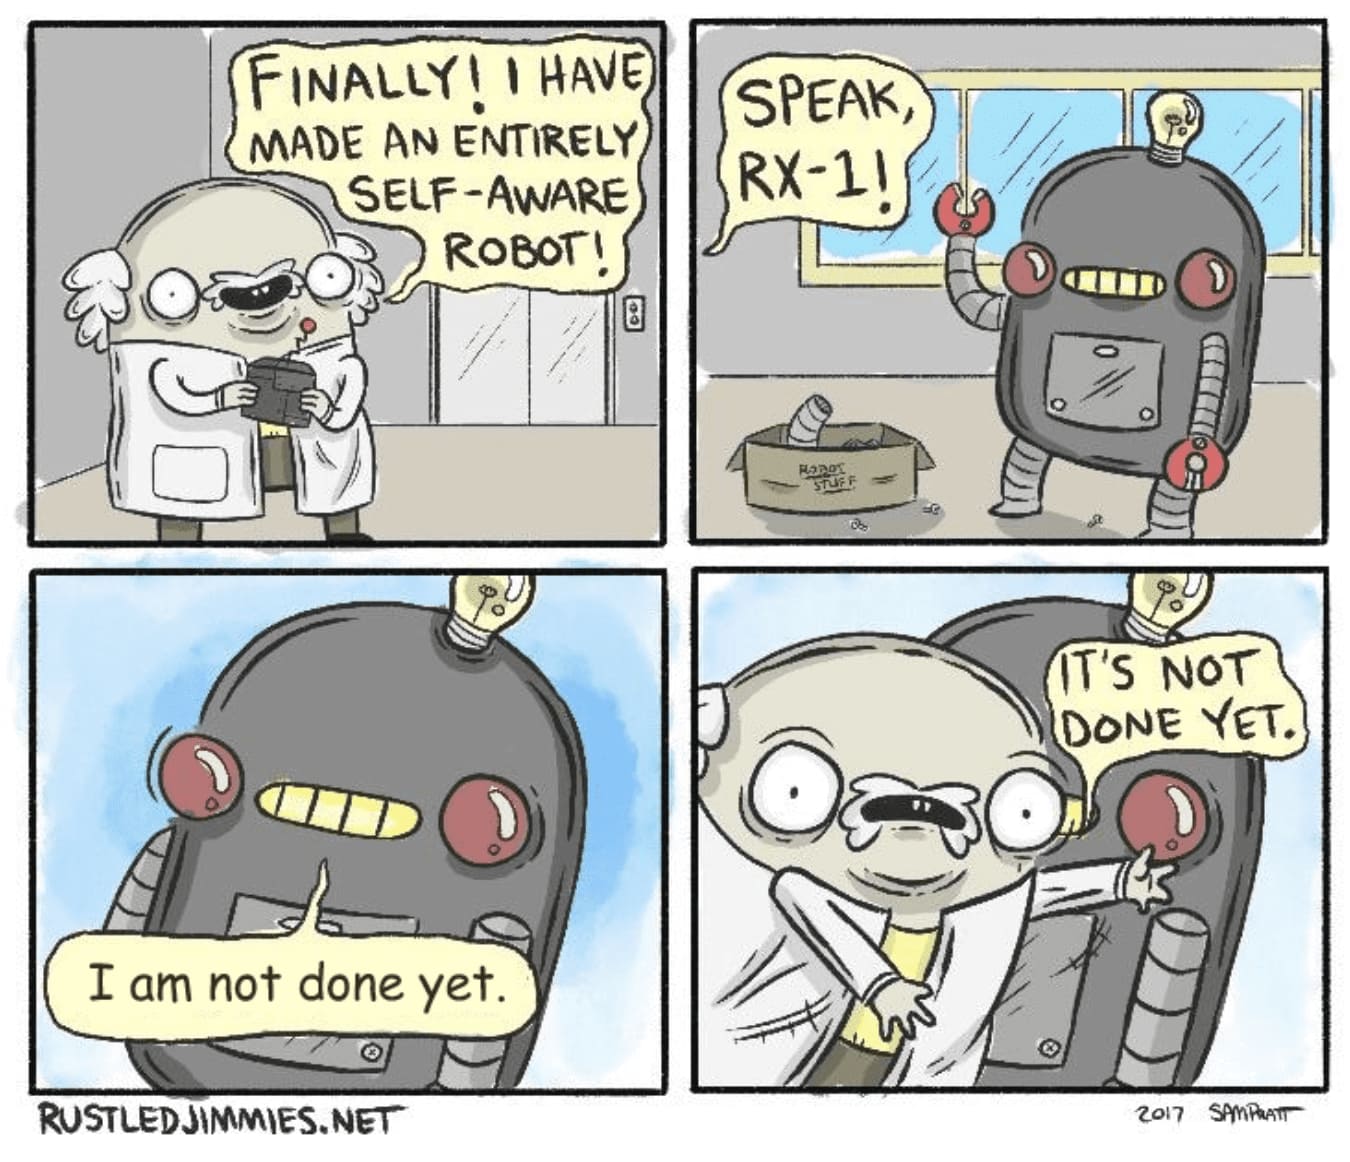 FINALLY! I HAVE
MADE AN ENTIRELY
SELF-AWARE
ROBOT!
SPEAK,
RX-1!
ROBOT
STUFF
I am not done yet.
IT'S NOT
DONE YET.
RUSTLEDJIMMIES.NET
2017 SAMPRATT